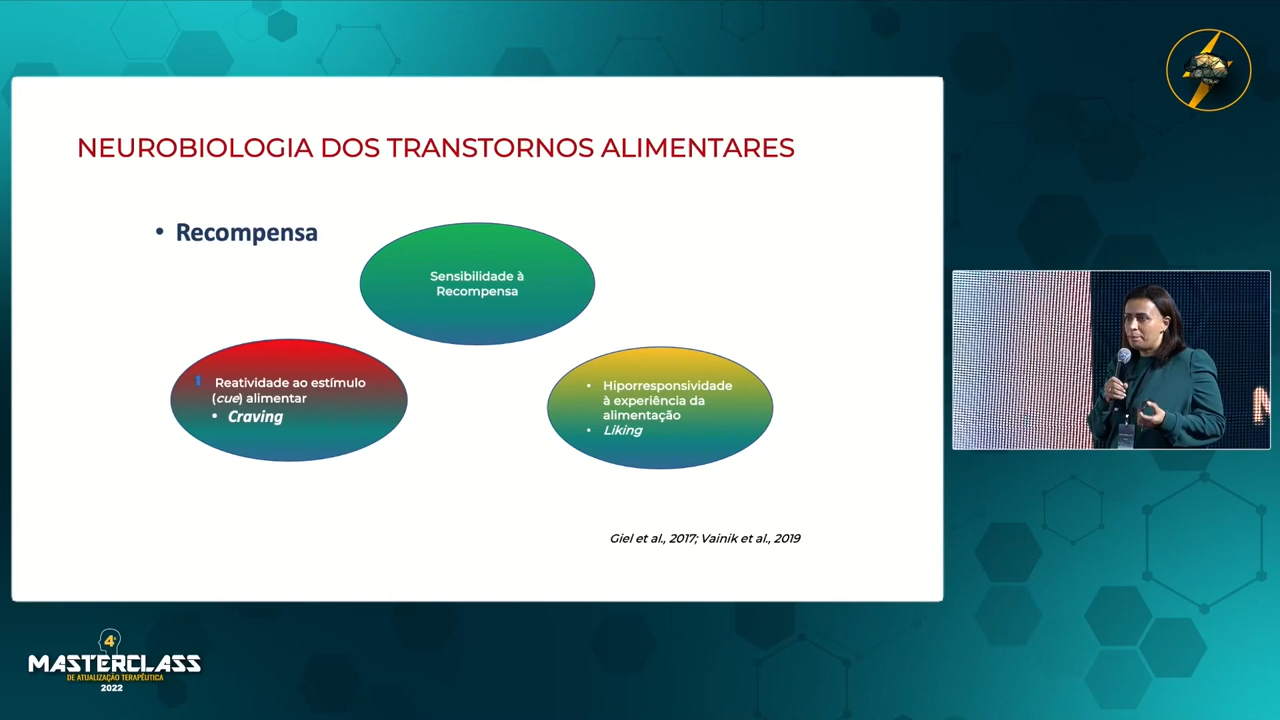 NEUROBIOLOGIA DOS TRANSTORNOS ALIMENTARES
• Recompensa
Sensibilidade à
Recompensa
⬆ Reatividade ao estímulo
(cue) alimentar
• Craving
• Hiporresponsividade
à experiência da
alimentação
• Liking
Giel et al., 2017; Vainik et al., 2019
4ª
MASTERCLASS
DE ATUALIZAÇÃO TERAPÊUTICA
2022